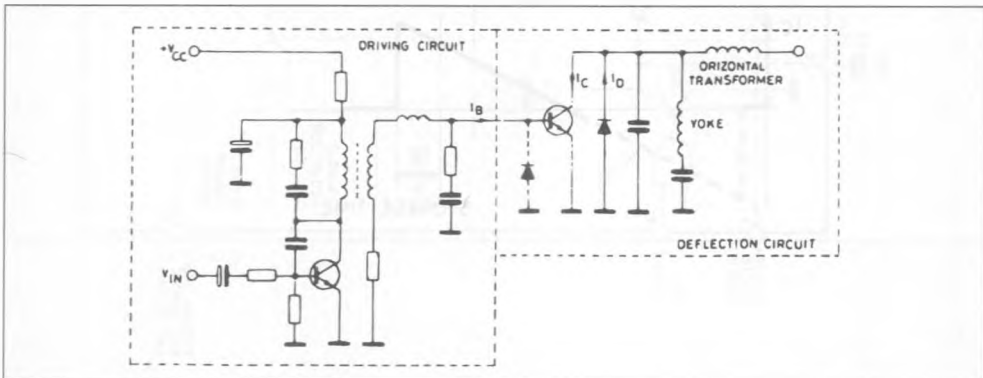 DRIVING CIRCUIT
+VCC
IB
IC
ID
ORIZONTAL
TRANSFORMER
YOKE
DEFLECTION CIRCUIT
VIN